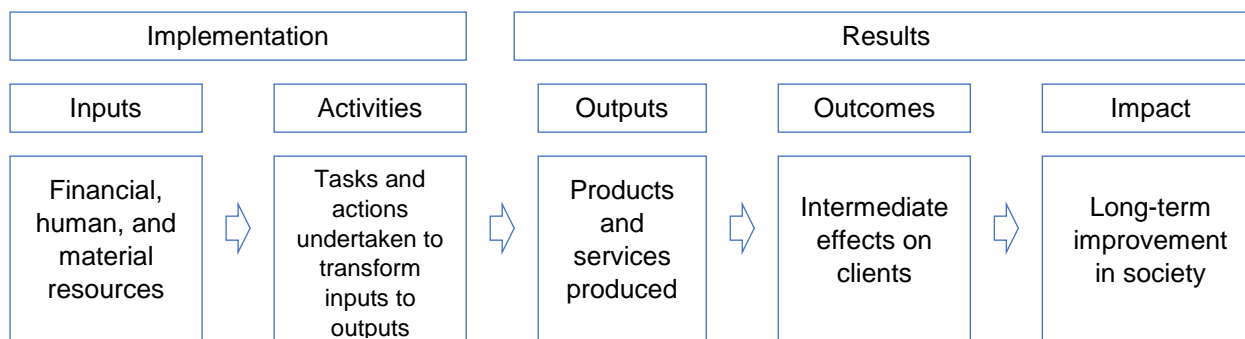 Implementation
Results
Inputs
Activities
Outputs
Outcomes
Impact
Financial,
human, and
material
resources
Tasks and
actions
undertaken to
transform
inputs to
outputs
Products
and
services
produced
Intermediate
effects on
clients
Long-term
improvement
in society